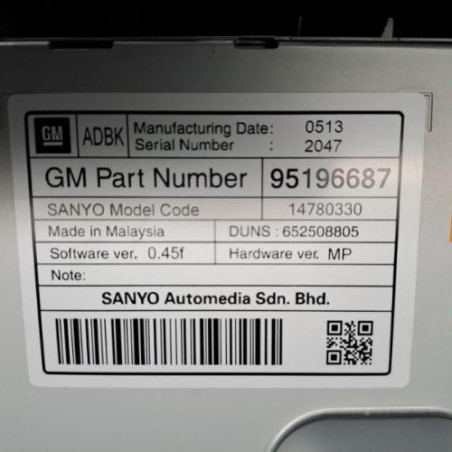 GM ADBK Manufacturing Date: 0513
Serial Number : 2047
GM Part Number 95196687
SANYO Model Code 14780330
Made in Malaysia DUNS : 652508805
Software ver. 0.45f Hardware ver. MP
Note:
SANYO Automedia Sdn. Bhd.